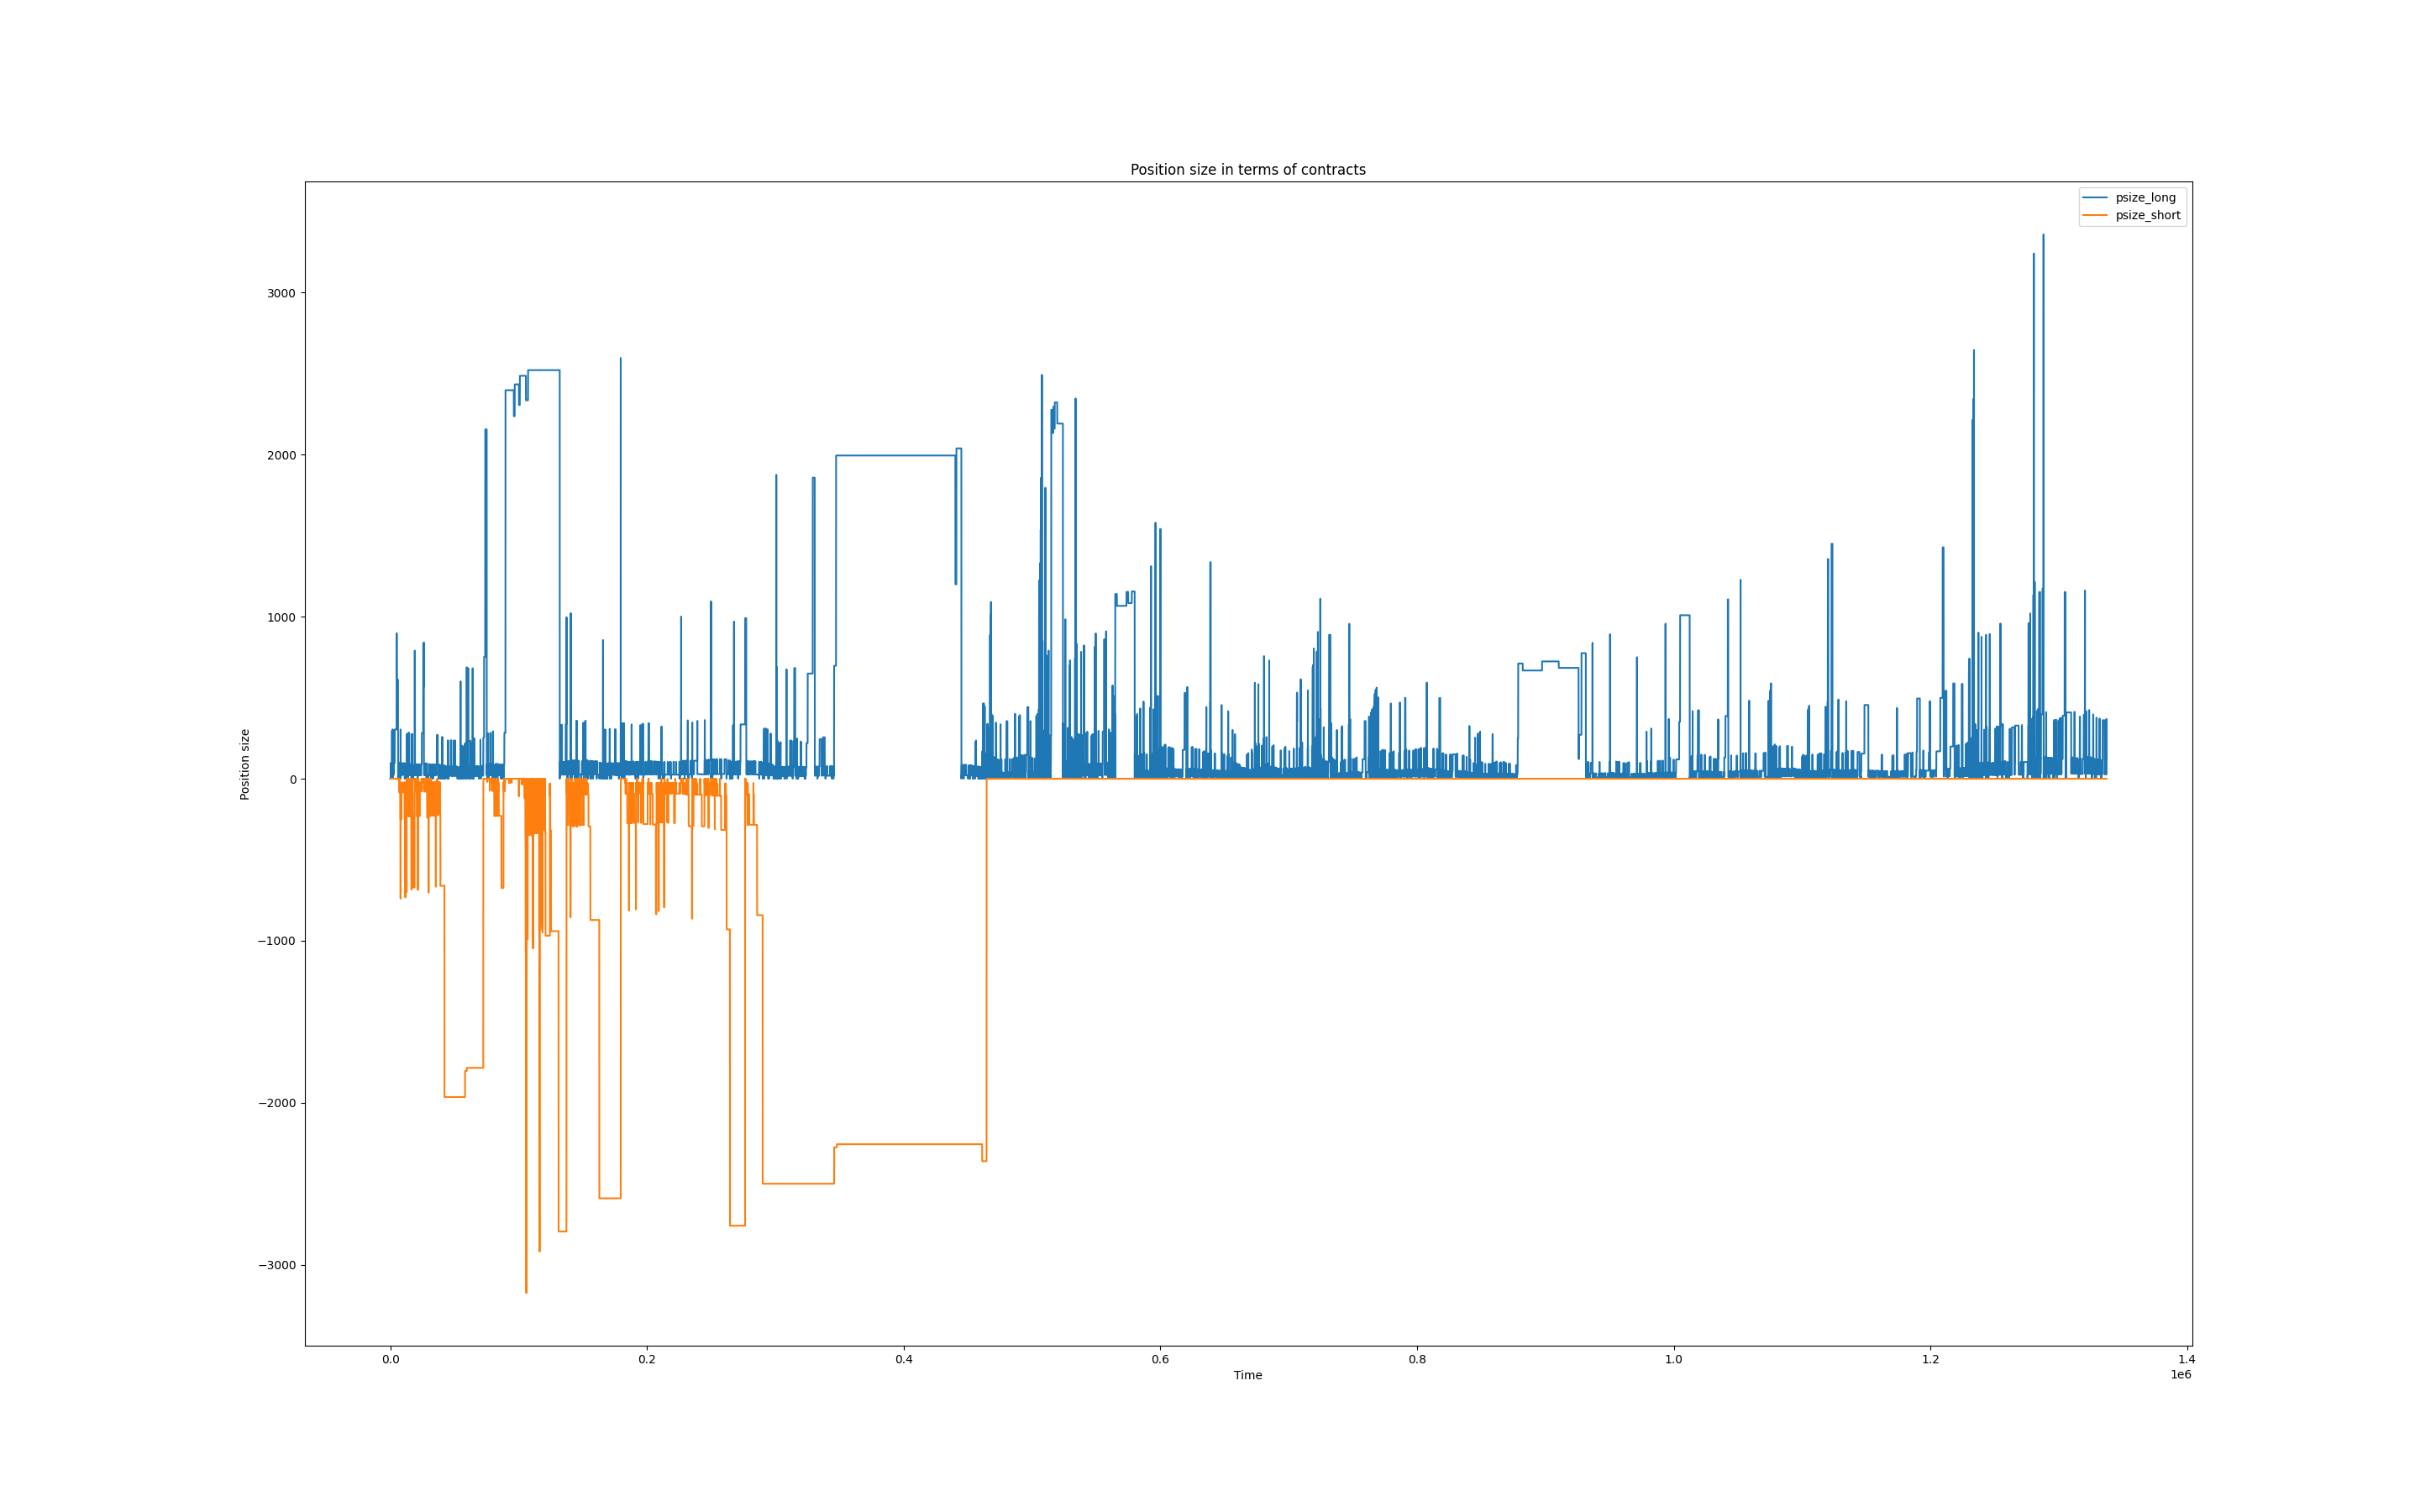 Position size in terms of contracts
psize_long
psize_short
3000
2000
1000
0
−1000
−2000
−3000
Position size
0.0
0.2
0.4
0.6
0.8
1.0
1.2
1.4
1e6
Time